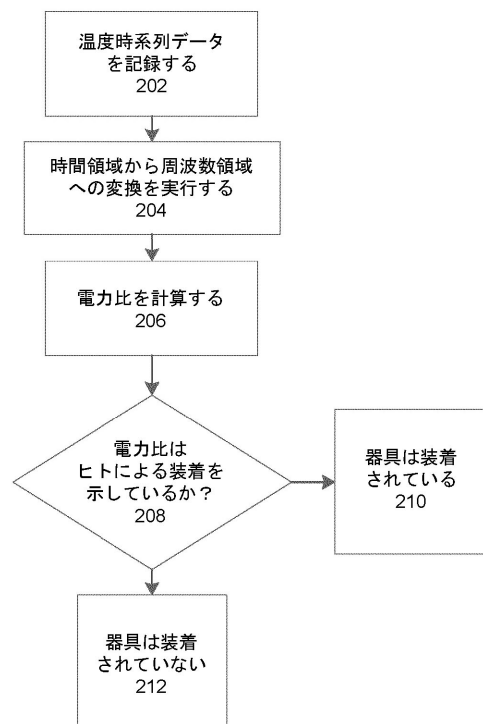 温度時系列データ
を記録する
202
時間領域から周波数領域
への変換を実行する
204
電力比を計算する
206
電力比は
ヒトによる装着を
示しているか？
208
器具は装着
されている
210
器具は装着
されていない
212